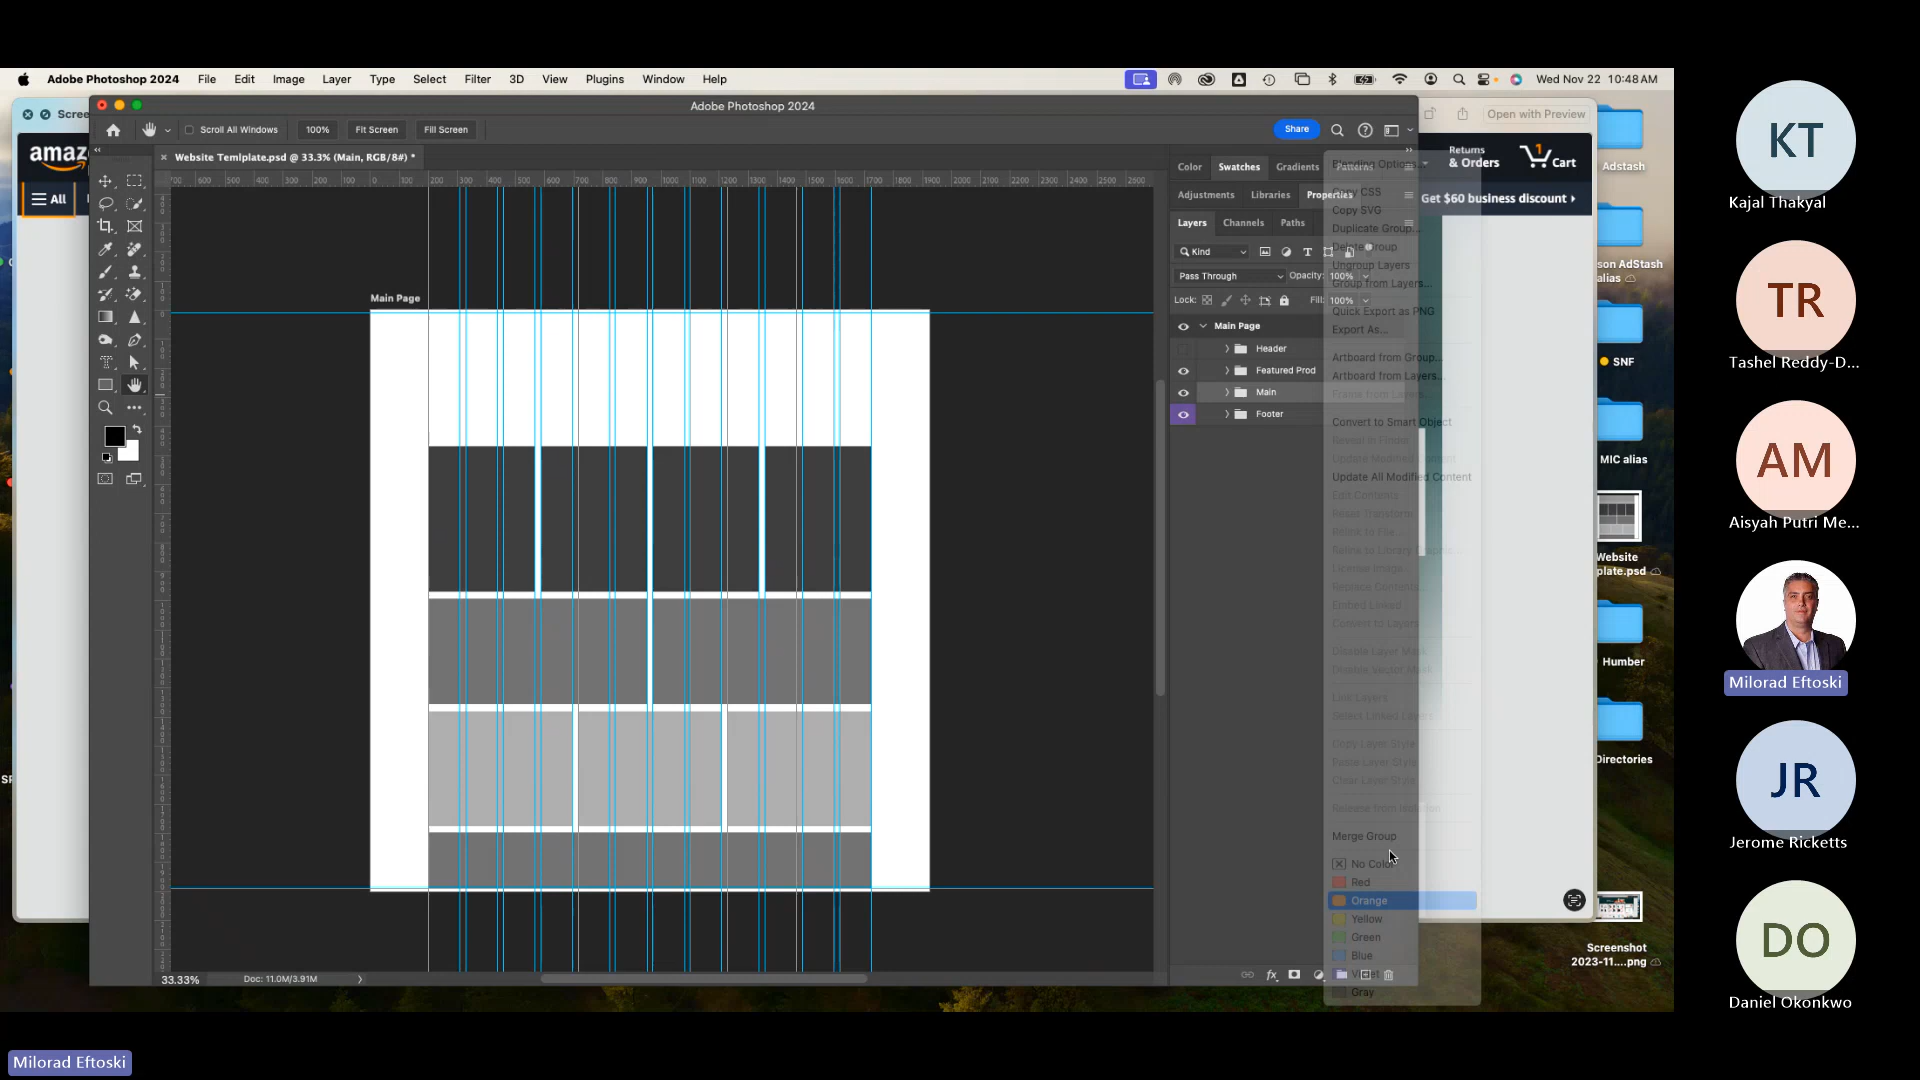 Adobe Photoshop 2024 File Edit Image Layer Type Select Filter 3D View Plugins Window Help
Wed Nov 22 10:48 AM
Scree
Adobe Photoshop 2024
Open with Preview
Scroll All Windows 100% Fit Screen Fill Screen
Share
amaz
All
Returns
& Orders
1
Cart
Get $60 business discount
Website Temlplate.psd @ 33.3% (Main, RGB/8#) *
Color Swatches Gradients Patterns
Adjustments Libraries Properties
Layers Channels Paths
Kind
Pass Through Opacity: 100%
Lock: Fill: 100%
Main Page
Header
Featured Prod
Main
Footer
Main Page
Blending Options...
Copy CSS
Copy SVG
Duplicate Group...
Delete Group
Ungroup Layers
Group from Layers...
Quick Export as PNG
Export As...
Artboard from Group...
Artboard from Layers...
Frame from Layers...
Convert to Smart Object
Reveal in Finder
Update Modified Content
Update All Modified Content
Edit Contents
Reset Transform
Relink to File...
Relink to Library Graphic...
License Image...
Replace Contents...
Embed Linked
Convert to Layers
Disable Layer Mask
Disable Vector Mask
Link Layers
Select Linked Layers
Copy Layer Style
Paste Layer Style
Clear Layer Style
Release from Isolation
Merge Group
No Color
Red
Orange
Yellow
Green
Blue
Violet
Gray
33.33% Doc: 11.0M/3.91M
Adstash
son AdStash
alias
SNF
MIC alias
Website
plate.psd
Humber
Directories
Screenshot
2023-11....png
KT
Kajal Thakyal
TR
Tashel Reddy-D...
AM
Aisyah Putri Me...
Milorad Eftoski
JR
Jerome Ricketts
DO
Daniel Okonkwo
Milorad Eftoski